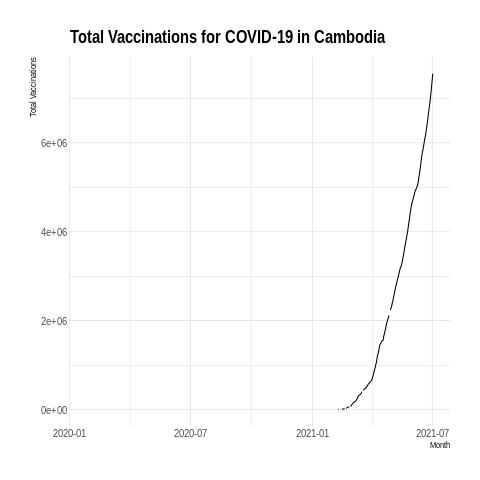 Total Vaccinations for COVID-19 in Cambodia
Total Vaccinations
6e+06
4e+06
2e+06
0e+00
2020-01
2020-07
2021-01
2021-07
Month